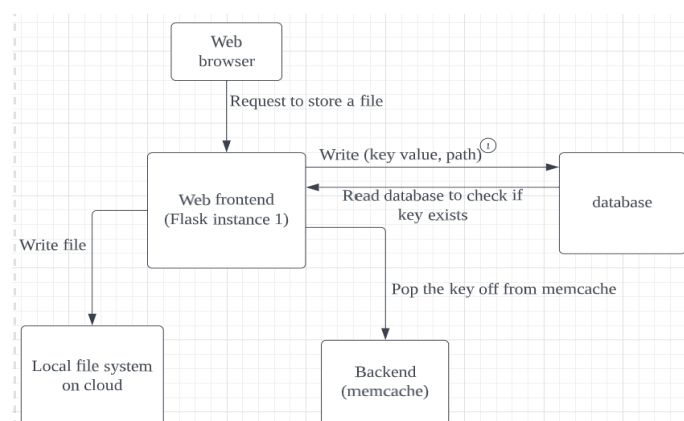 Web
browser
Request to store a file
Write (key value, path)
Web frontend
(Flask instance 1)
Read database to check if
key exists
database
Write file
Pop the key off from memcache
Local file system
on cloud
Backend
(memcache)